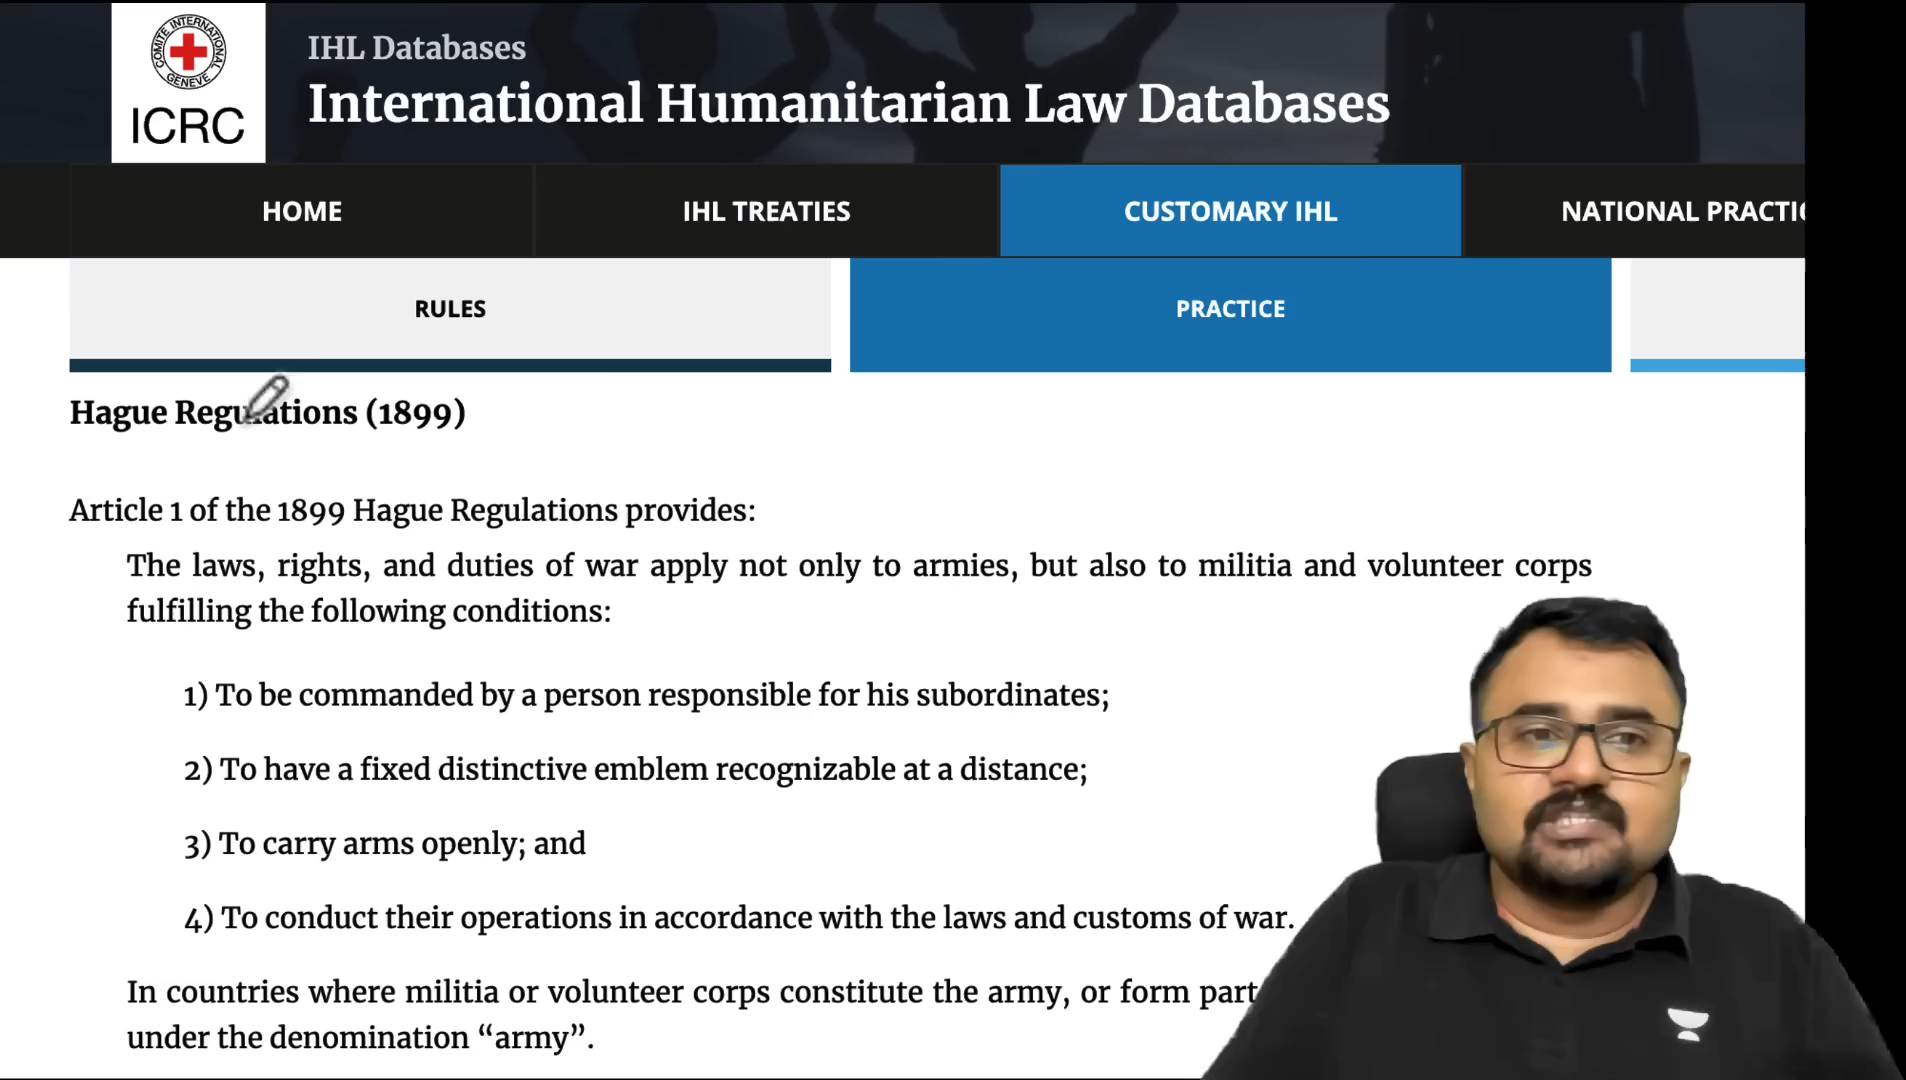 COMITE INTERNATIONAL GENEVE
ICRC
IHL Databases
International Humanitarian Law Databases
HOME
IHL TREATIES
CUSTOMARY IHL
NATIONAL PRACTI
RULES
PRACTICE
Hague Regulations (1899)
Article 1 of the 1899 Hague Regulations provides:
The laws, rights, and duties of war apply not only to armies, but also to militia and volunteer corps
fulfilling the following conditions:
1) To be commanded by a person responsible for his subordinates;
2) To have a fixed distinctive emblem recognizable at a distance;
3) To carry arms openly; and
4) To conduct their operations in accordance with the laws and customs of war.
In countries where militia or volunteer corps constitute the army, or form part
under the denomination “army”.